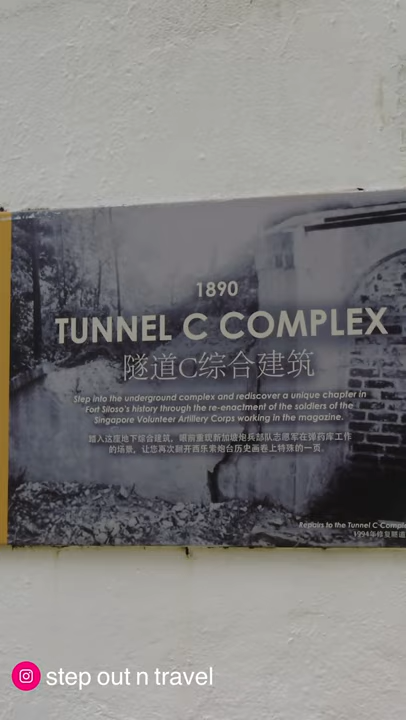 1890
TUNNEL C COMPLEX
隧道C综合建筑
Step into the underground complex and rediscover a unique chapter in
Fort Siloso's history through the re-enactment of the soldiers of the
Singapore Volunteer Artillery Corps working in the magazine.
踏入这座地下综合建筑，眼前重现新加坡炮兵部队志愿军在弹药库工作
的场景，让您再次翻开西乐索炮台历史画卷上特殊的一页。
Repairs to the Tunnel C
1994年修复隧道
step out n travel